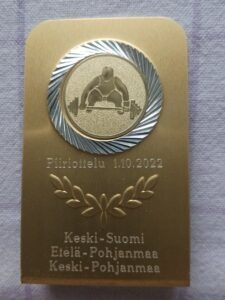 Piiriottelu 1.10.2022
Keski-Suomi
Etelä-Pohjanmaa
Keski-Pohjanmaa